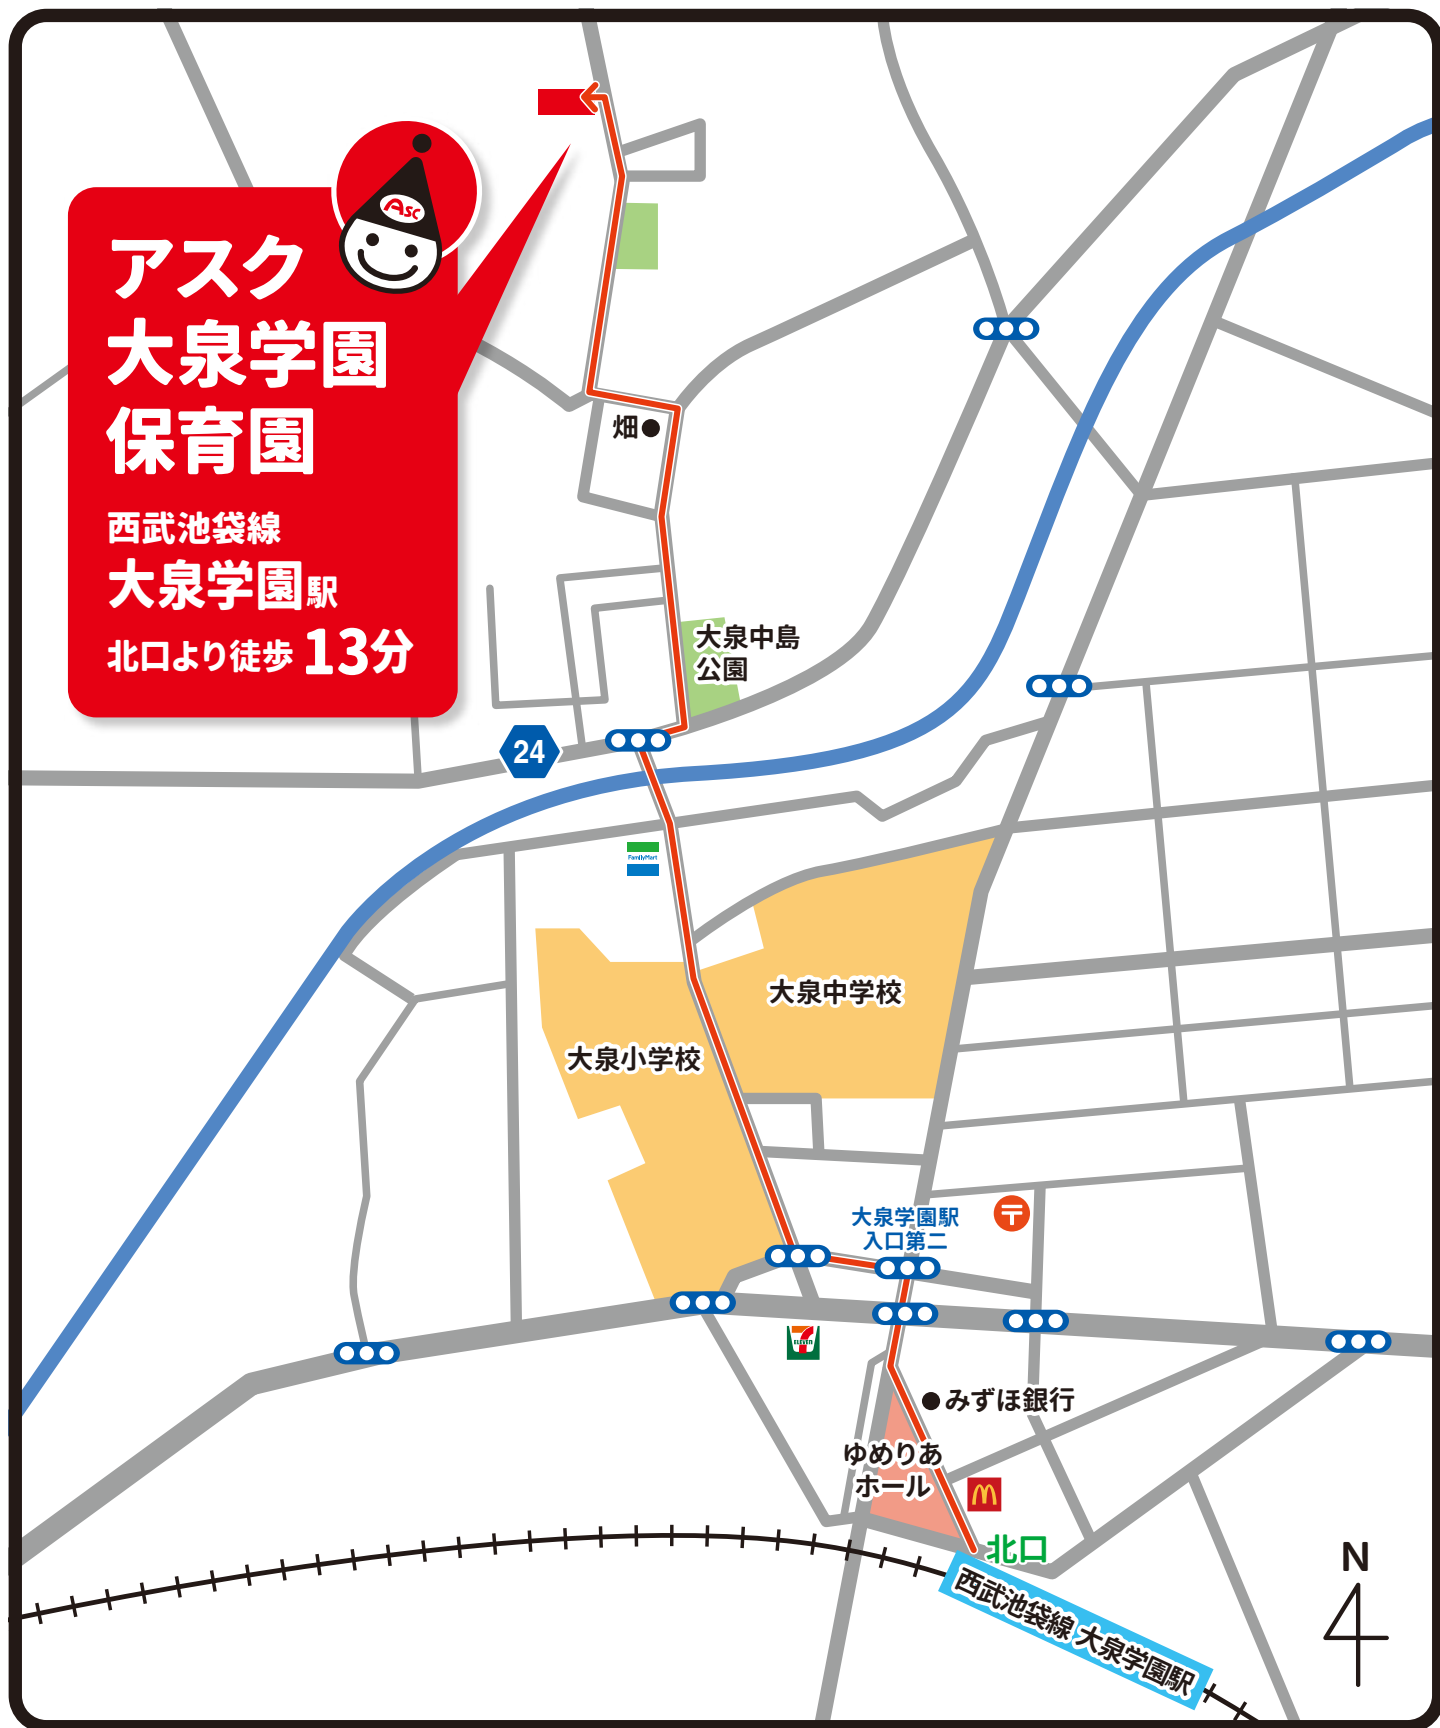 Asc
アスク
大泉学園
保育園
西武池袋線
大泉学園駅
北口より徒歩 13分
畑
大泉中島
公園
24
FamilyMart
大泉中学校
大泉小学校
大泉学園駅
入口第二
〒
ELEVEN
みずほ銀行
ゆめりあ
ホール
北口
西武池袋線 大泉学園駅
N